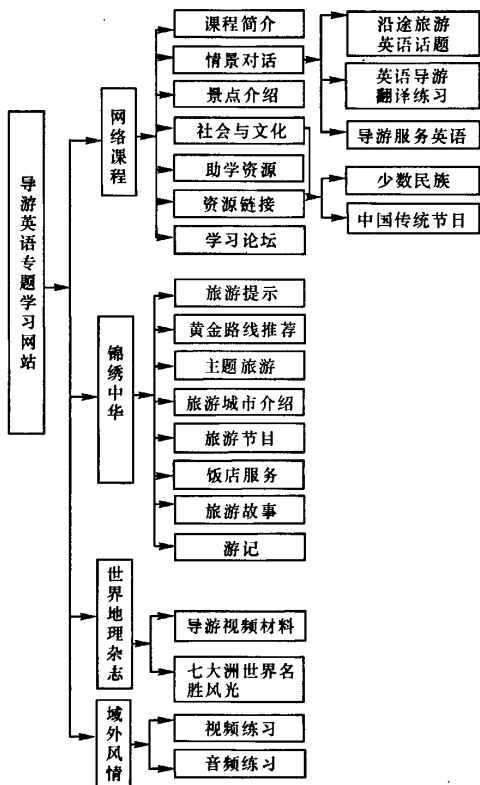 导游英语专题学习网站
网络课程
课程简介
情景对话
景点介绍
社会与文化
助学资源
资源链接
学习论坛
沿途旅游
英语话题
英语导游
翻译练习
导游服务英语
少数民族
中国传统节日
锦绣中华
旅游提示
黄金路线推荐
主题旅游
旅游城市介绍
旅游节目
饭店服务
旅游故事
游记
世界地理杂志
导游视频材料
七大洲世界名
胜风光
域外风情
视频练习
音频练习